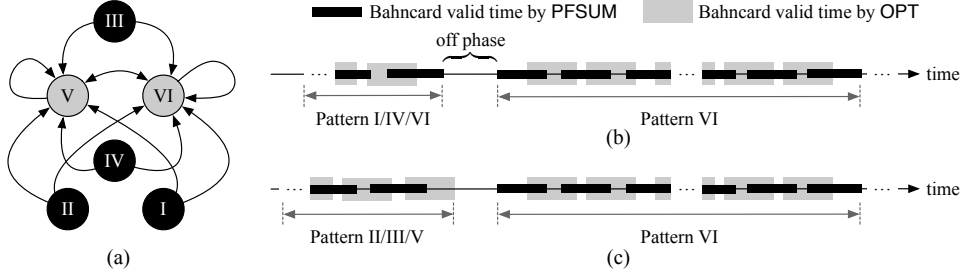 III
V
VI
IV
II
I
(a)
Bahncard valid time by PFSUM
Bahncard valid time by OPT
off phase
...
...
...
time
Pattern I/IV/VI
Pattern VI
(b)
...
...
...
time
Pattern II/III/V
Pattern VI
(c)